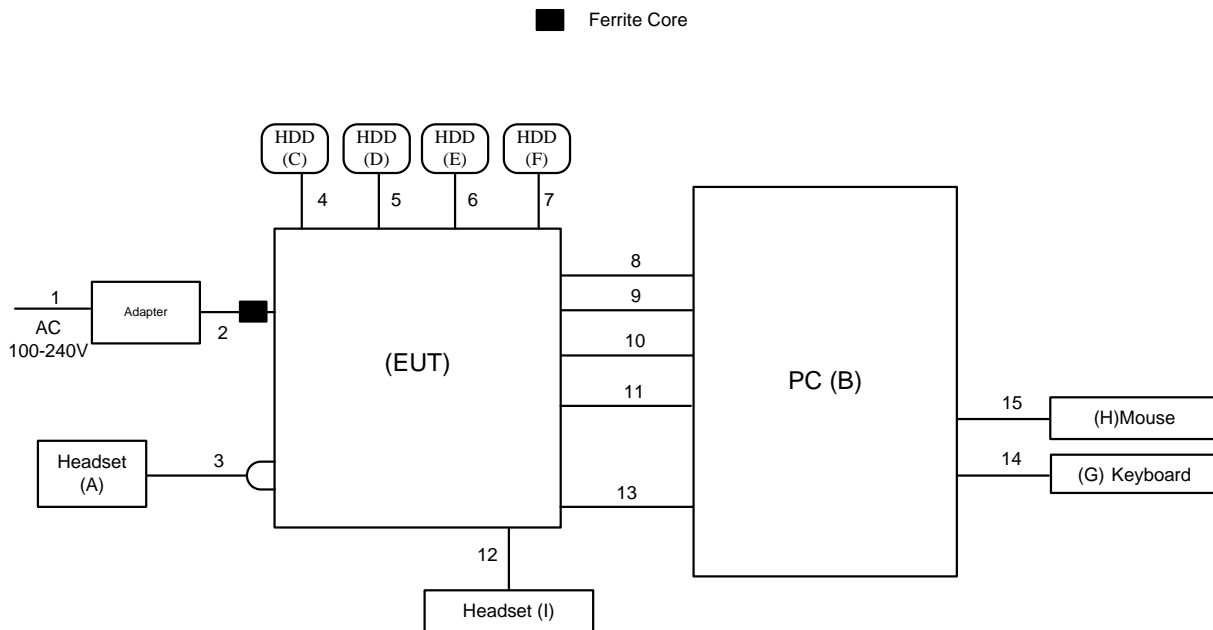 Ferrite Core
HDD
(C)
HDD
(D)
HDD
(E)
HDD
(F)
4
5
6
7
8
1
9
Adapter
AC
100-240V
2
10
(EUT)
PC (B)
11
15
(H)Mouse
Headset
(A)
3
14
(G) Keyboard
13
12
Headset (I)